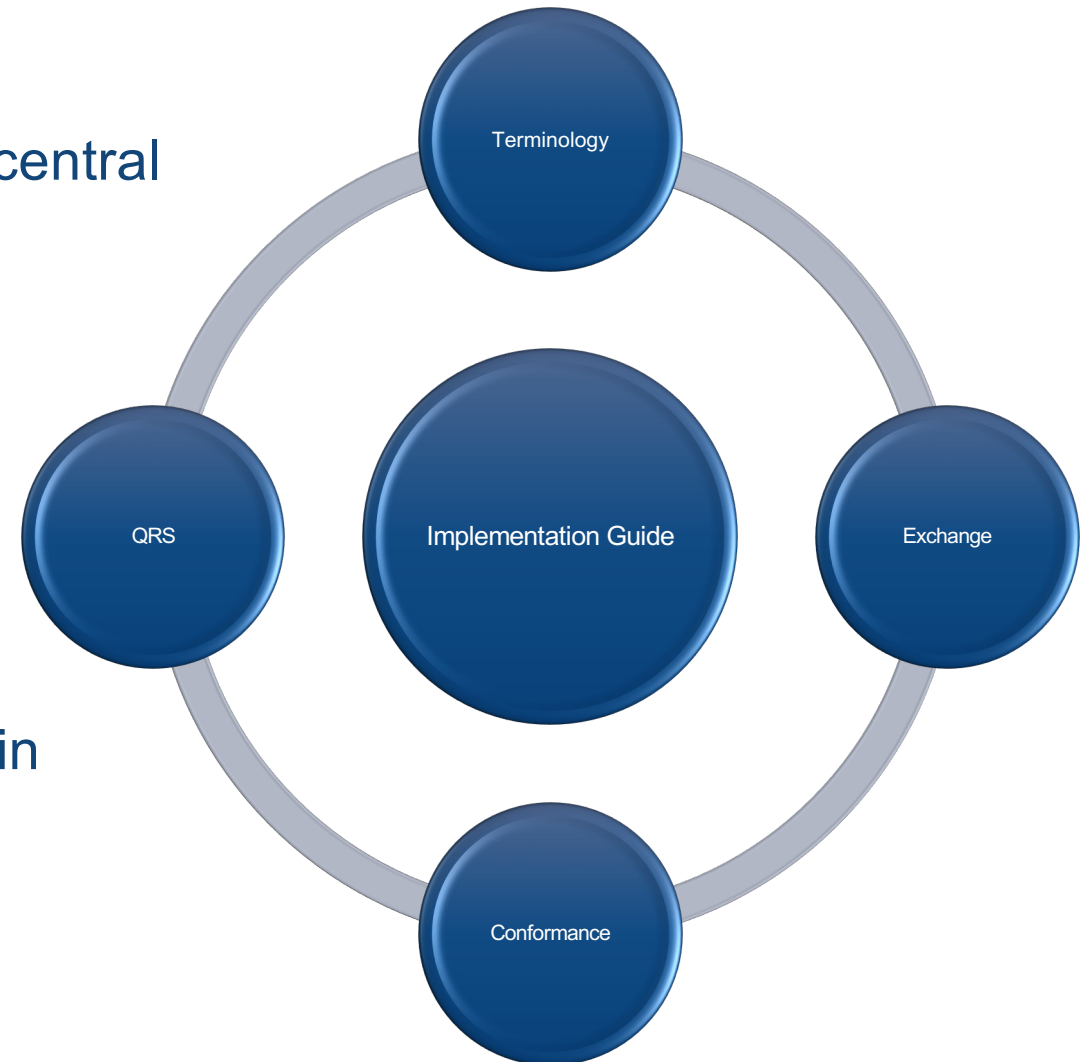 central
Terminology
QRS
Implementation Guide
Exchange
in
Conformance